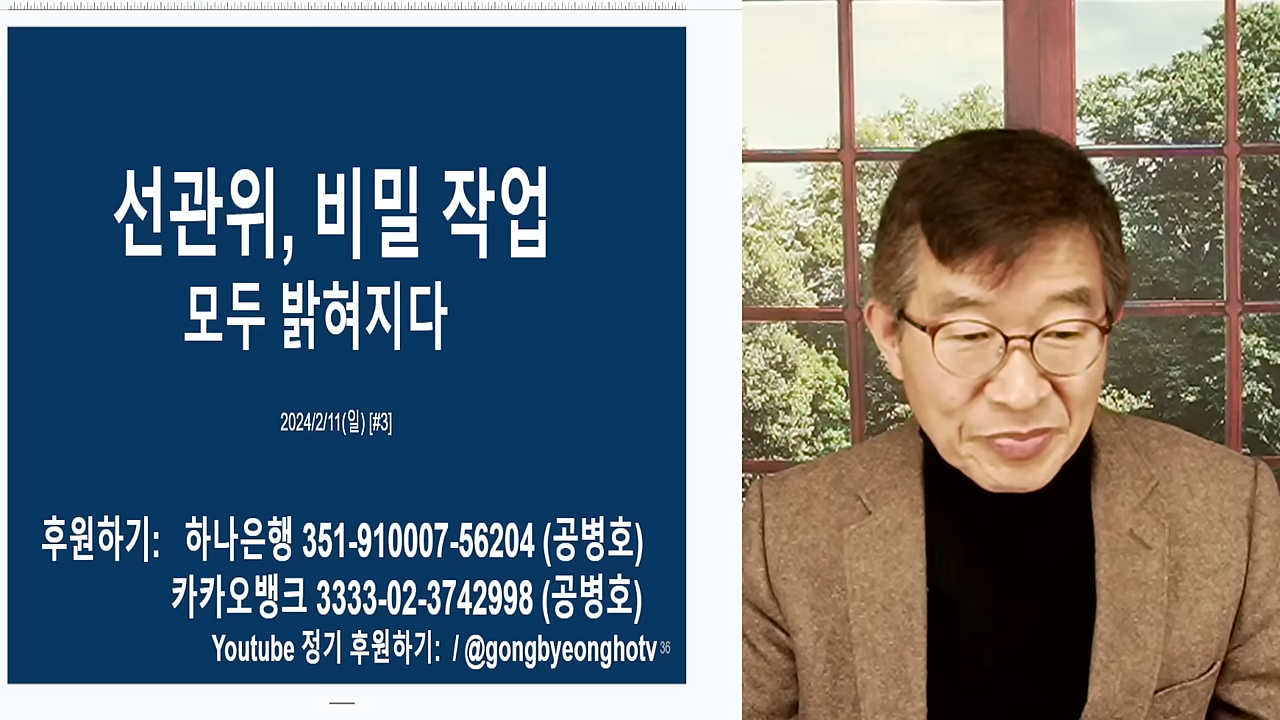 선관위, 비밀 작업
모두 밝혀지다
2024/2/11(일) [#3]
후원하기: 하나은행 351-910007-56204 (공병호)
카카오뱅크 3333-02-3742998 (공병호)
Youtube 정기 후원하기: / @gongbyeonghotv
36